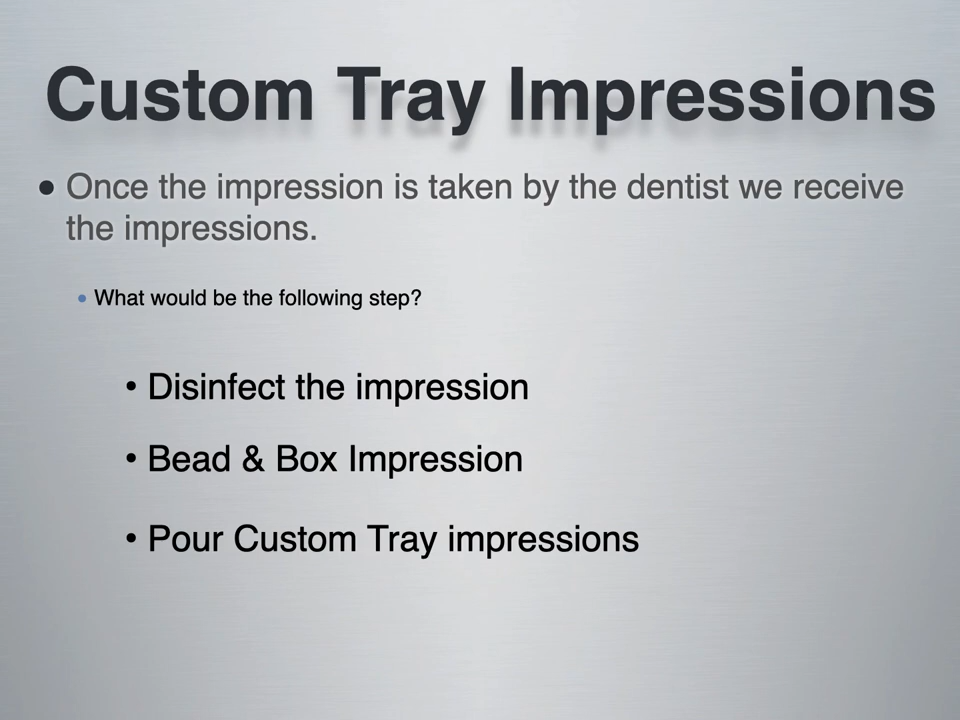 Custom Tray Impressions
• Once the impression is taken by the dentist we receive
the impressions.
• What would be the following step?
• Disinfect the impression
• Bead & Box Impression
• Pour Custom Tray impressions